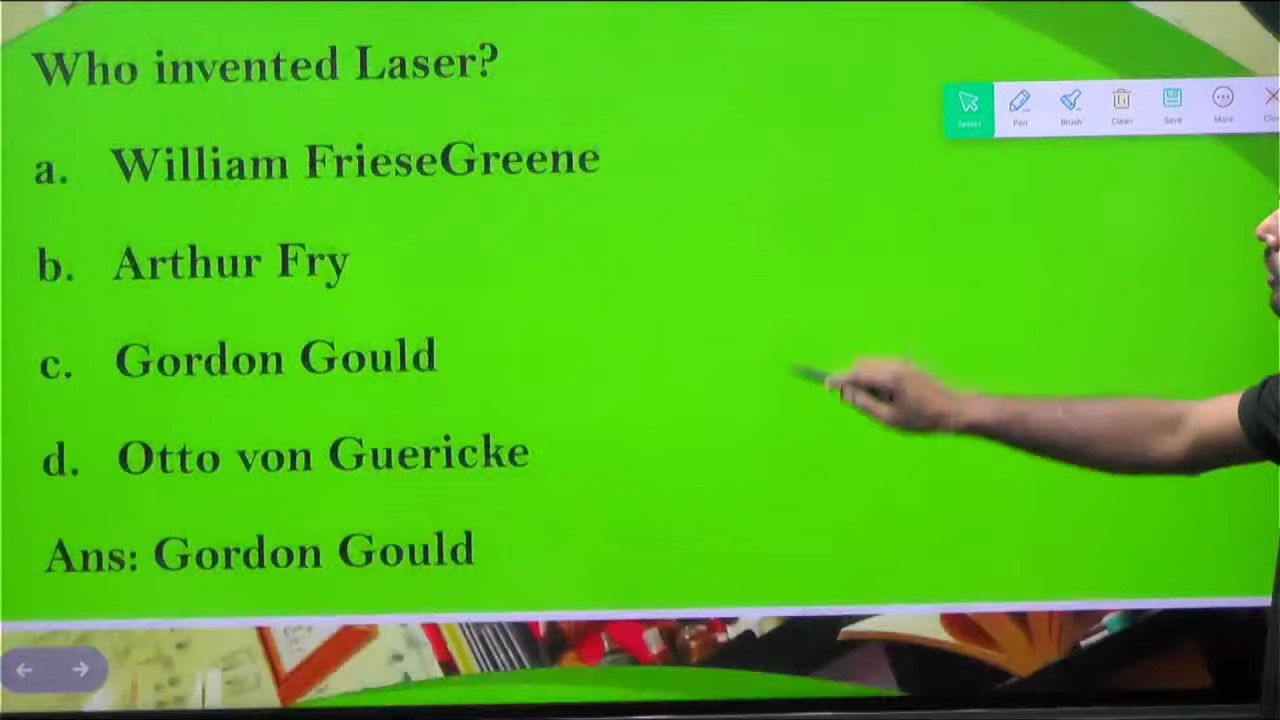 Who invented Laser?
a. William FrieseGreene
b. Arthur Fry
c. Gordon Gould
d. Otto von Guericke
Ans: Gordon Gould
Select Pen Brush Clean Save More